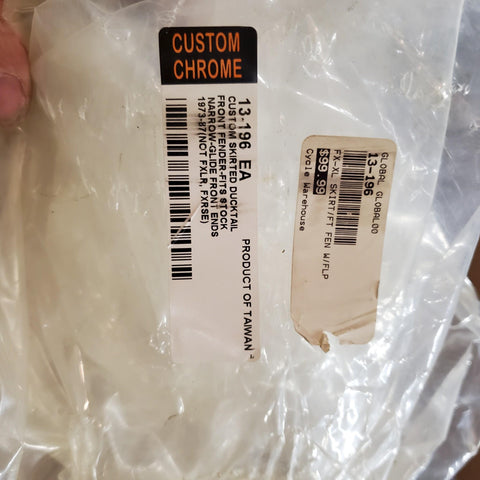 CUSTOM
CHROME
13-196 EA
CUSTOM SKIRTED DUCKTAIL
FRONT FENDER-FITS STOCK
NARROW-GLIDE FRONT ENDS
1973-87(NOT FXLR, FXRSE)
PRODUCT OF TAIWAN
GLOBAL GLOBAL00
13-196
FX-XL SKIRT/FT FEN W/FLP
$99.99
Cycle Warehouse